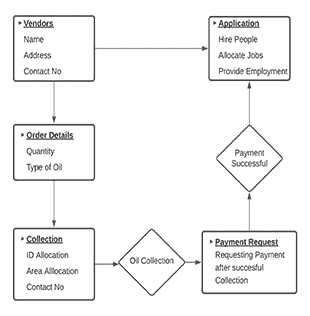 Vendors
Name
Address
Contact No
Application
Hire People
Allocate Jobs
Provide Employment
Order Details
Quantity
Type of Oil
Payment
Successful
Collection
ID Allocation
Area Alllocation
Contact No
Oil Collection
Payment Request
Requesting Payment
after succesful
Collection